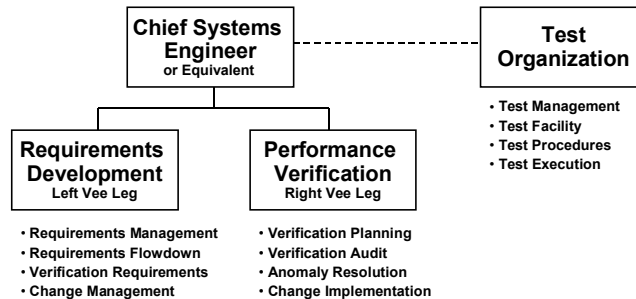 Chief Systems
Engineer
or Equivalent
Test
Organization
• Test Management
• Test Facility
• Test Procedures
• Test Execution
Requirements
Development
Left Vee Leg
Performance
Verification
Right Vee Leg
• Requirements Management
• Requirements Flowdown
• Verification Requirements
• Change Management
• Verification Planning
• Verification Audit
• Anomaly Resolution
• Change Implementation